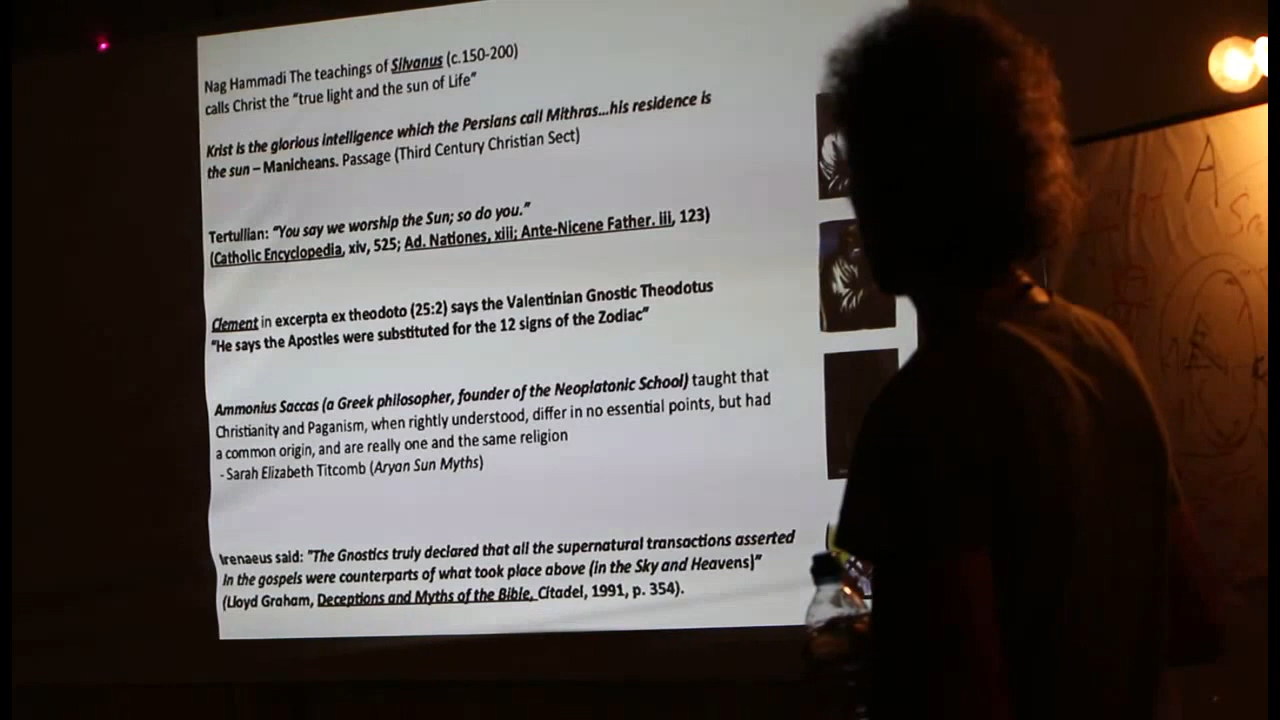 Nag Hammadi The teachings of Silvanus (c.150-200)
calls Christ the "true light and the sun of Life"
Krist is the glorious intelligence which the Persians call Mithras...his residence is
the sun – Manicheans. Passage (Third Century Christian Sect)
Tertullian: "You say we worship the Sun; so do you."
(Catholic Encyclopedia, xiv, 525; Ad. Nationes, xiii; Ante-Nicene Father. iii, 123)
Clement in excerpta ex theodoto (25:2) says the Valentinian Gnostic Theodotus
"He says the Apostles were substituted for the 12 signs of the Zodiac"
Ammonius Saccas (a Greek philosopher, founder of the Neoplatonic School) taught that
Christianity and Paganism, when rightly understood, differ in no essential points, but had
a common origin, and are really one and the same religion
- Sarah Elizabeth Titcomb (Aryan Sun Myths)
Irenaeus said: "The Gnostics truly declared that all the supernatural transactions asserted
in the gospels were counterparts of what took place above (in the Sky and Heavens)"
(Lloyd Graham, Deceptions and Myths of the Bible, Citadel, 1991, p. 354).
A